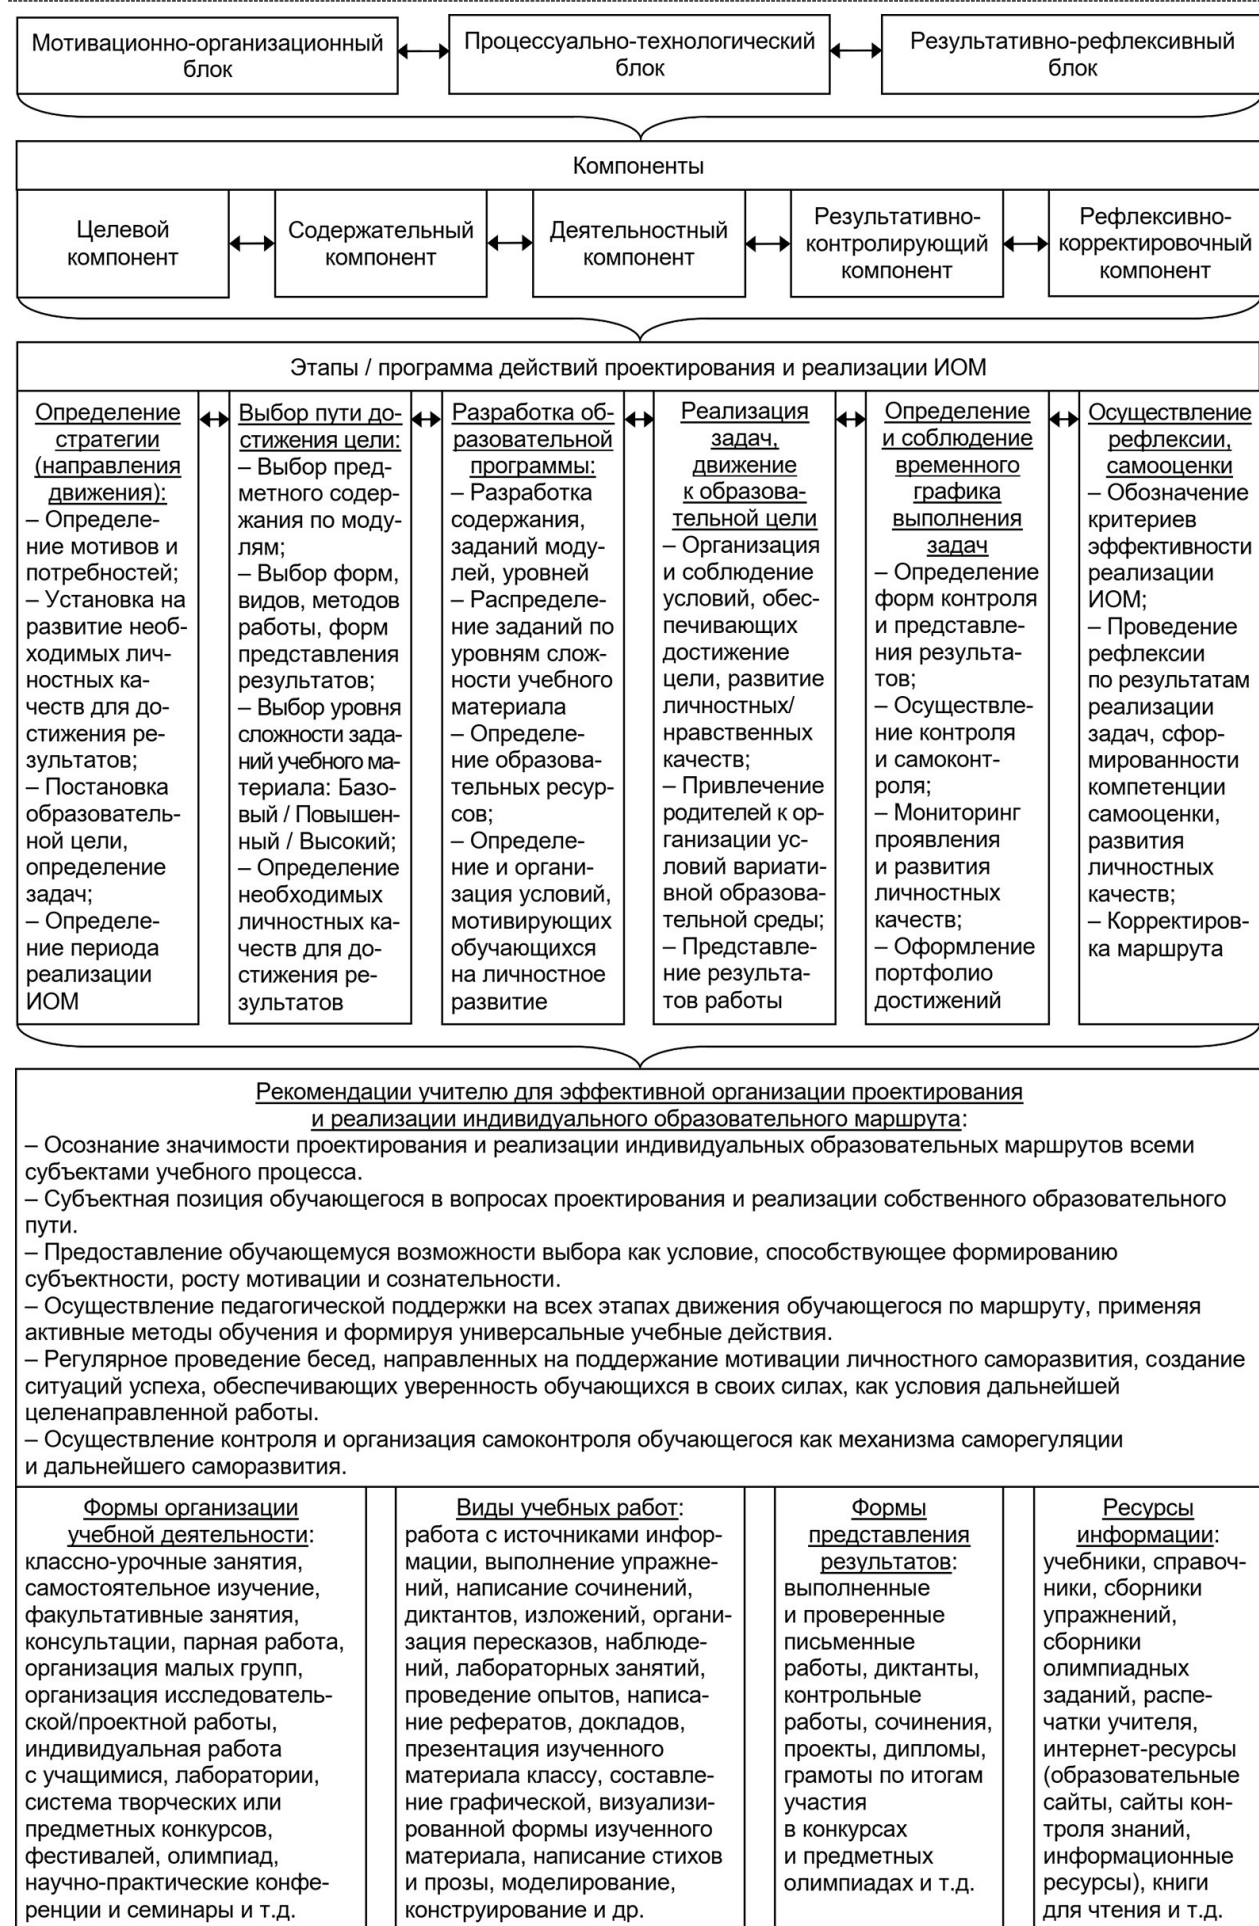 Мотивационно-организационный
блок
Процессуально-технологический
блок
Результативно-рефлексивный
блок
Компоненты
Целевой
компонент
Содержательный
компонент
Деятельностный
компонент
Результативно-
контролирующий
компонент
Рефлексивно-
корректировочный
компонент
Этапы / программа действий проектирования и реализации ИОМ
Определение
стратегии
(направления
движения):
– Определе-
ние мотивов и
потребностей;
– Установка на
развитие необ-
ходимых лич-
ностных ка-
честв для до-
стижения ре-
зультатов;
– Постановка
образователь-
ной цели,
определение
задач;
– Определе-
ние периода
реализации
ИОМ
Выбор пути до-
стижения цели:
– Выбор пред-
метного содер-
жания по моду-
лям;
– Выбор форм,
видов, методов
работы, форм
представления
результатов;
– Выбор уровня
сложности зада-
ний учебного ма-
териала: Базо-
вый / Повышен-
ный / Высокий;
– Определение
необходимых
личностных ка-
честв для до-
стижения ре-
зультатов
Разработка об-
разовательной
программы:
– Разработка
содержания,
заданий моду-
лей, уровней
– Распределе-
ние заданий по
уровням слож-
ности учебного
материала
– Определе-
ние образова-
тельных ресур-
сов;
– Определе-
ние и органи-
зация условий,
мотивирующих
обучающихся
на личностное
развитие
Реализация
задач,
движение
к образова-
тельной цели
– Организация
и соблюдение
условий, обес-
печивающих
достижение
цели, развитие
личностных/
нравственных
качеств;
– Привлечение
родителей к ор-
ганизации ус-
ловий вариати-
вной образова-
тельной среды;
– Представле-
ние результа-
тов работы
Определение
и соблюдение
временного
графика
выполнения
задач
– Определение
форм контроля
и представле-
ния результа-
тов;
– Осуществле-
ние контроля
и самоконт-
роля;
– Мониторинг
проявления
и развития
личностных
качеств;
– Оформление
портфолио
достижений
Осуществление
рефлексии,
самооценки
– Обозначение
критериев
эффективности
реализации
ИОМ;
– Проведение
рефлексии
по результатам
реализации
задач, сфор-
мированности
компетенции
самооценки,
развития
личностных
качеств;
– Корректиров-
ка маршрута
Рекомендации учителю для эффективной организации проектирования
и реализации индивидуального образовательного маршрута:
– Осознание значимости проектирования и реализации индивидуальных образовательных маршрутов всеми
субъектами учебного процесса.
– Субъектная позиция обучающегося в вопросах проектирования и реализации собственного образовательного
пути.
– Предоставление обучающемуся возможности выбора как условие, способствующее формированию
субъектности, росту мотивации и сознательности.
– Осуществление педагогической поддержки на всех этапах движения обучающегося по маршруту, применяя
активные методы обучения и формируя универсальные учебные действия.
– Регулярное проведение бесед, направленных на поддержание мотивации личностного саморазвития, создание
ситуаций успеха, обеспечивающих уверенность обучающихся в своих силах, как условия дальнейшей
целенаправленной работы.
– Осуществление контроля и организация самоконтроля обучающегося как механизма саморегуляции
и дальнейшего саморазвития.
Формы организации
учебной деятельности:
классно-урочные занятия,
самостоятельное изучение,
факультативные занятия,
консультации, парная работа,
организация малых групп,
организация исследователь-
ской/проектной работы,
индивидуальная работа
с учащимися, лаборатории,
система творческих или
предметных конкурсов,
фестивалей, олимпиад,
научно-практические конфе-
ренции и семинары и т.д.
Виды учебных работ:
работа с источниками инфор-
мации, выполнение упражне-
ний, написание сочинений,
диктантов, изложений, органи-
зация пересказов, наблюде-
ний, лабораторных занятий,
проведение опытов, написа-
ние рефератов, докладов,
презентация изученного
материала классу, составле-
ние графической, визуализи-
рованной формы изученного
материала, написание стихов
и прозы, моделирование,
конструирование и др.
Формы
представления
результатов:
выполненные
и проверенные
письменные
работы, диктанты,
контрольные
работы, сочинения,
проекты, дипломы,
грамоты по итогам
участия
в конкурсах
и предметных
олимпиадах и т.д.
Ресурсы
информации:
учебники, справоч-
ники, сборники
упражнений,
сборники
олимпиадных
заданий, распе-
чатки учителя,
интернет-ресурсы
(образовательные
сайты, сайты кон-
троля знаний,
информационные
ресурсы), книги
для чтения и т.д.